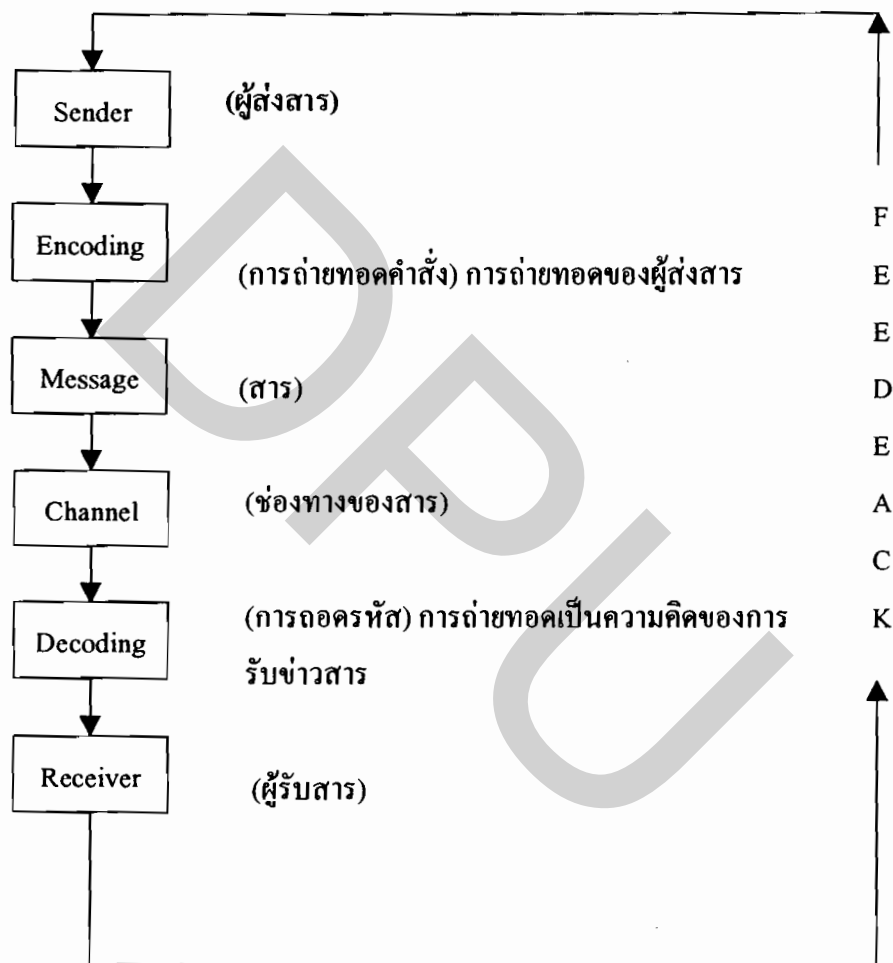 Sender (ผู้ส่งสาร)
Encoding (การถ่ายทอดคำสั่ง) การถ่ายทอดของผู้ส่งสาร
Message (สาร)
Channel (ช่องทางของสาร)
Decoding (การถอดรหัส) การถ่ายทอดเป็นความคิดของการ
รับข่าวสาร
Receiver (ผู้รับสาร)
F
E
E
D
E
A
C
K
DPU